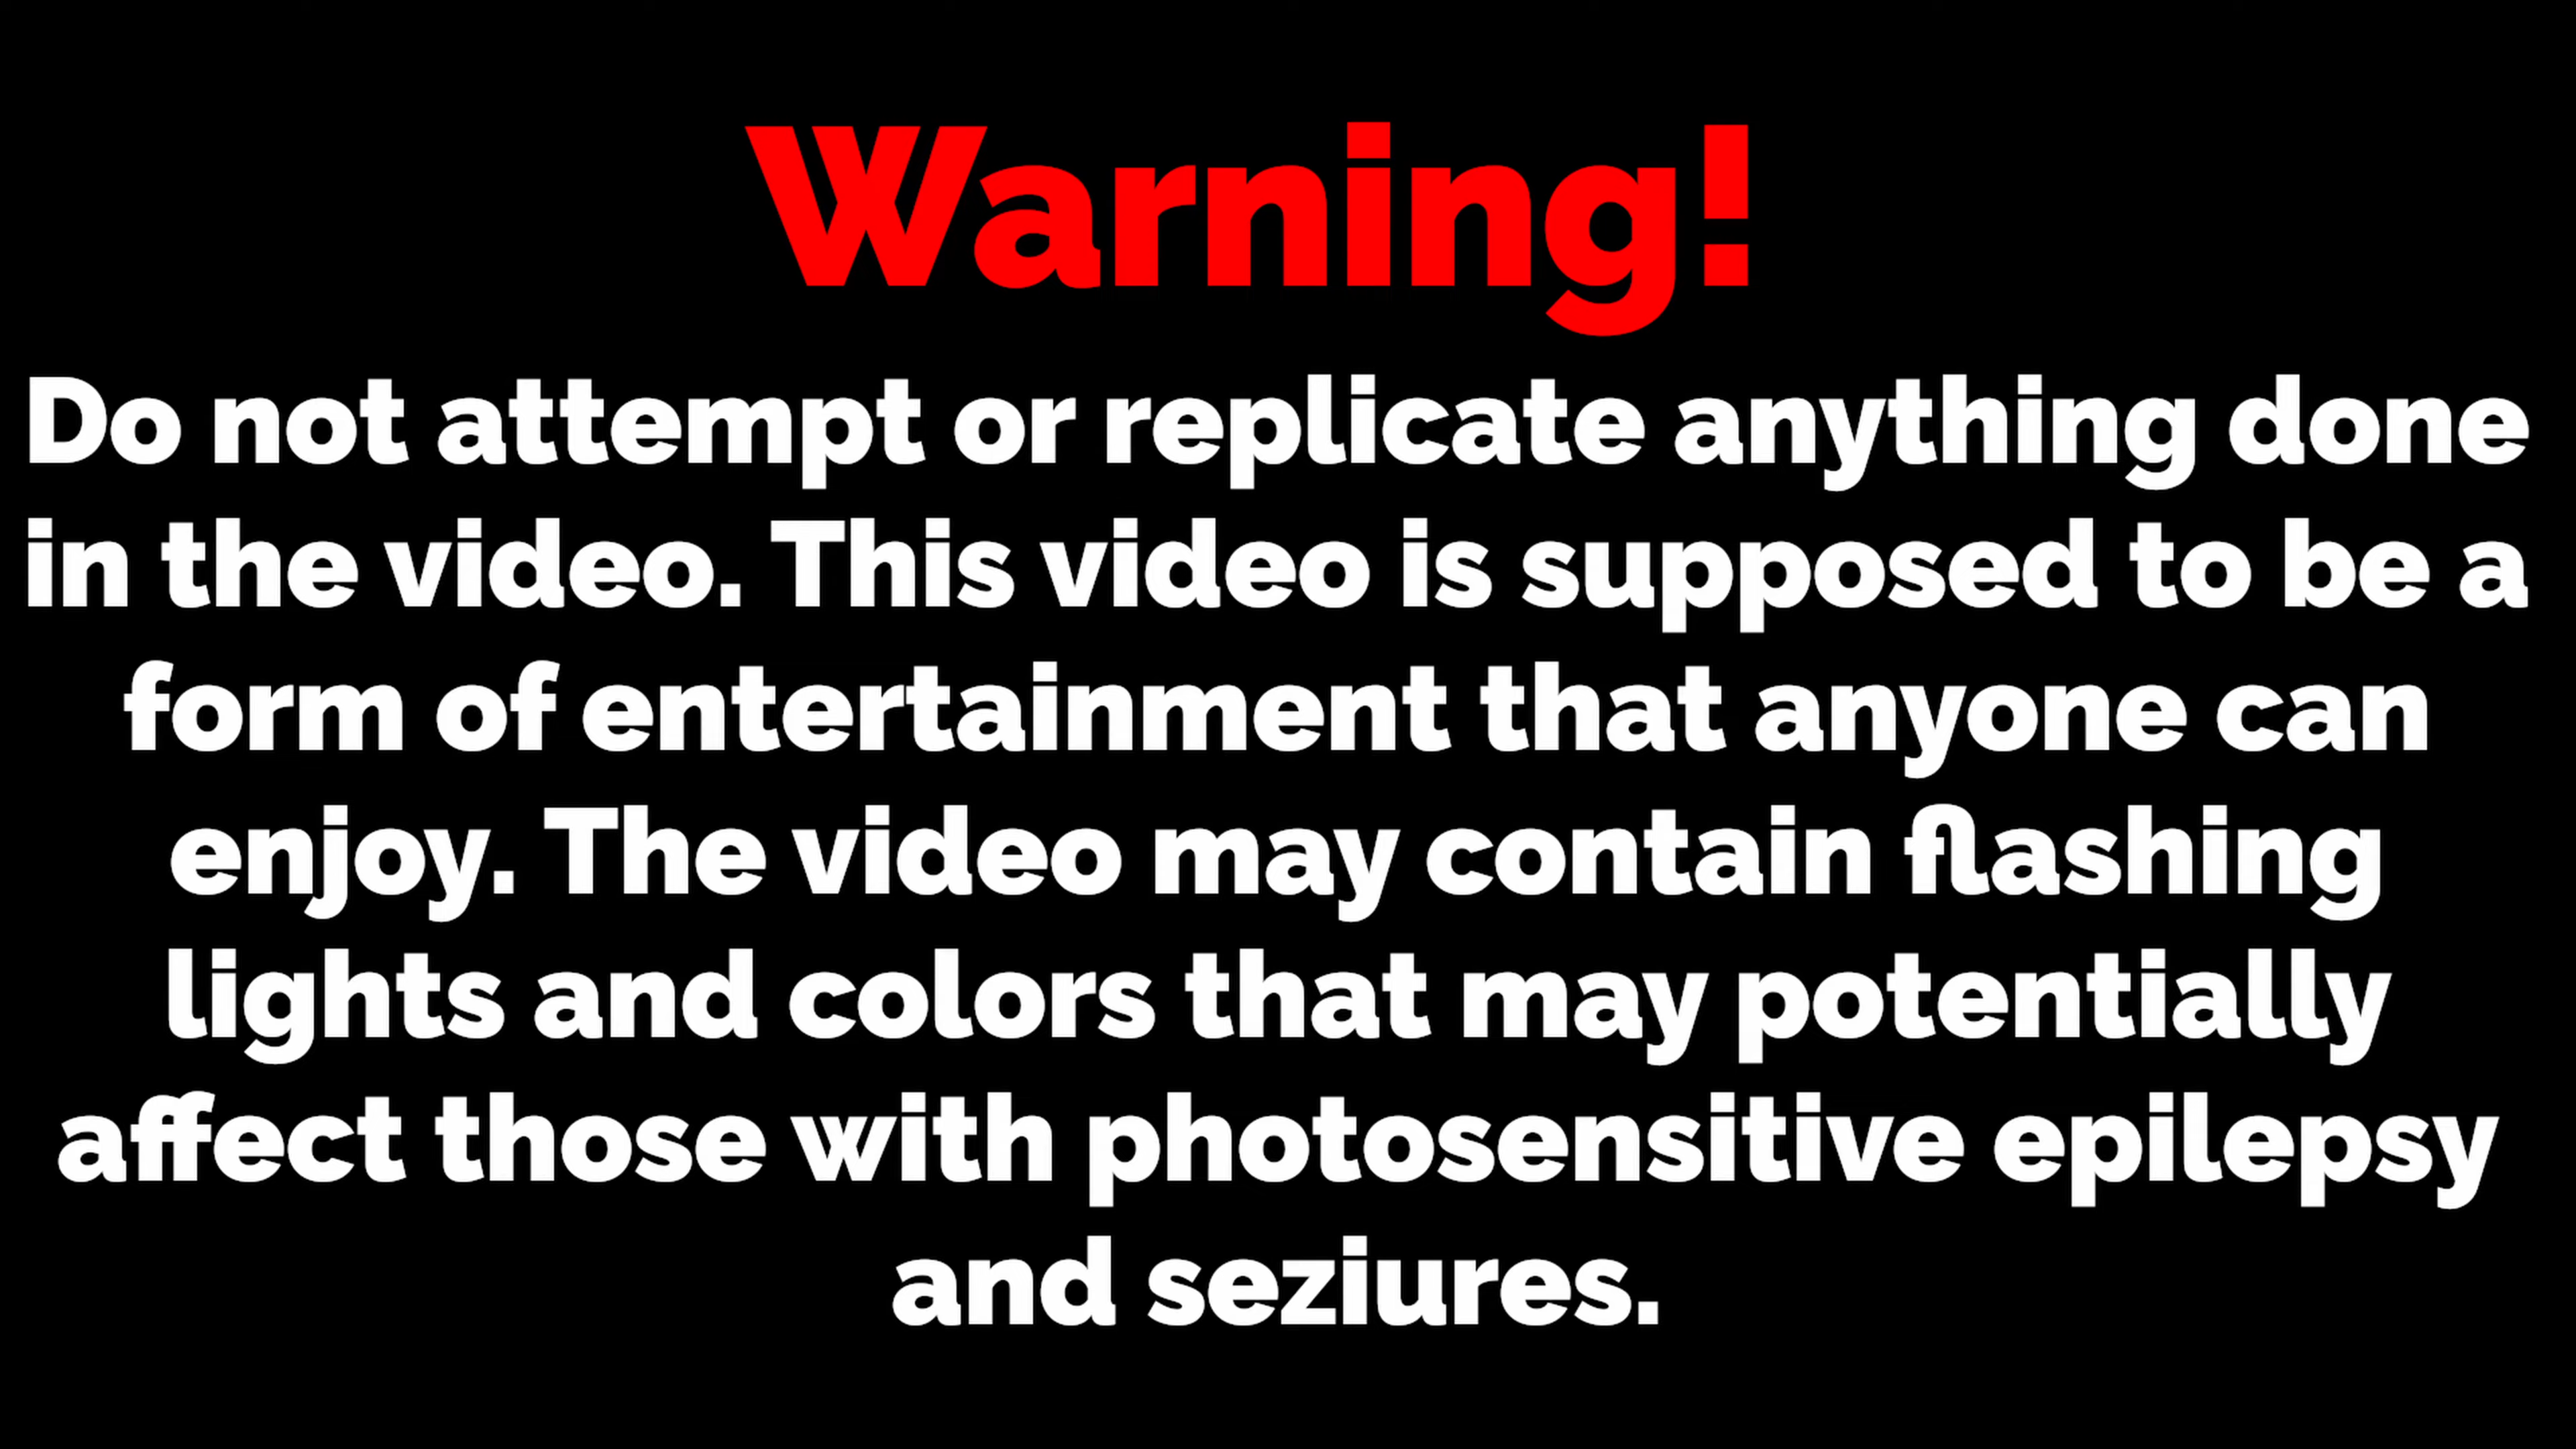 Warning!
Do not attempt or replicate anything done
in the video. This video is supposed to be a
form of entertainment that anyone can
enjoy. The video may contain flashing
lights and colors that may potentially
affect those with photosensitive epilepsy
and seziures.